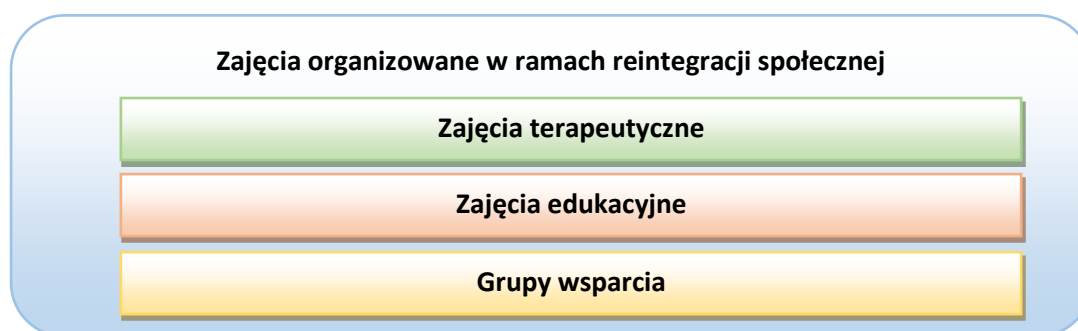 Zajęcia organizowane w ramach reintegracji społecznej
Zajęcia terapeutyczne
Zajęcia edukacyjne
Grupy wsparcia